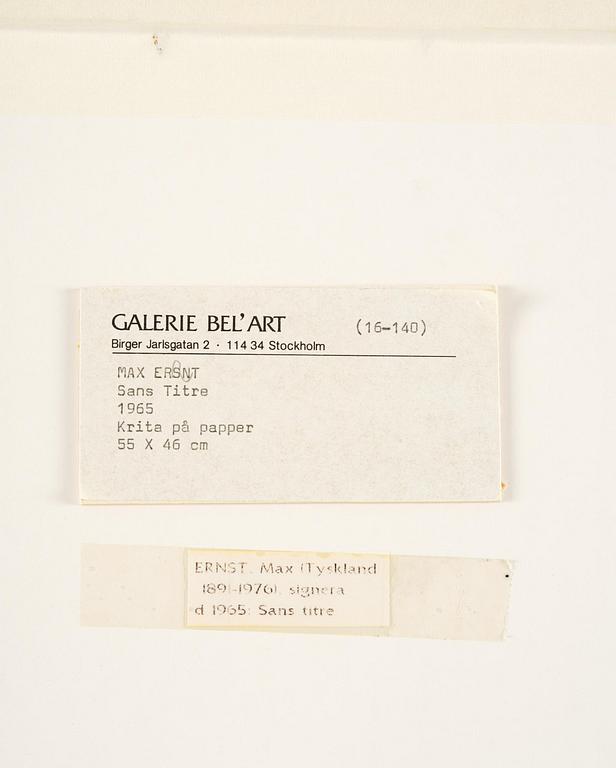 GALERIE BEL'ART (16-140)
Birger Jarlsgatan 2 · 114 34 Stockholm
MAX ERSNT
Sans Titre
1965
Krita på papper
55 X 46 cm
ERNST, Max (Tyskland
1891-1976), signera
d 1965: Sans titre